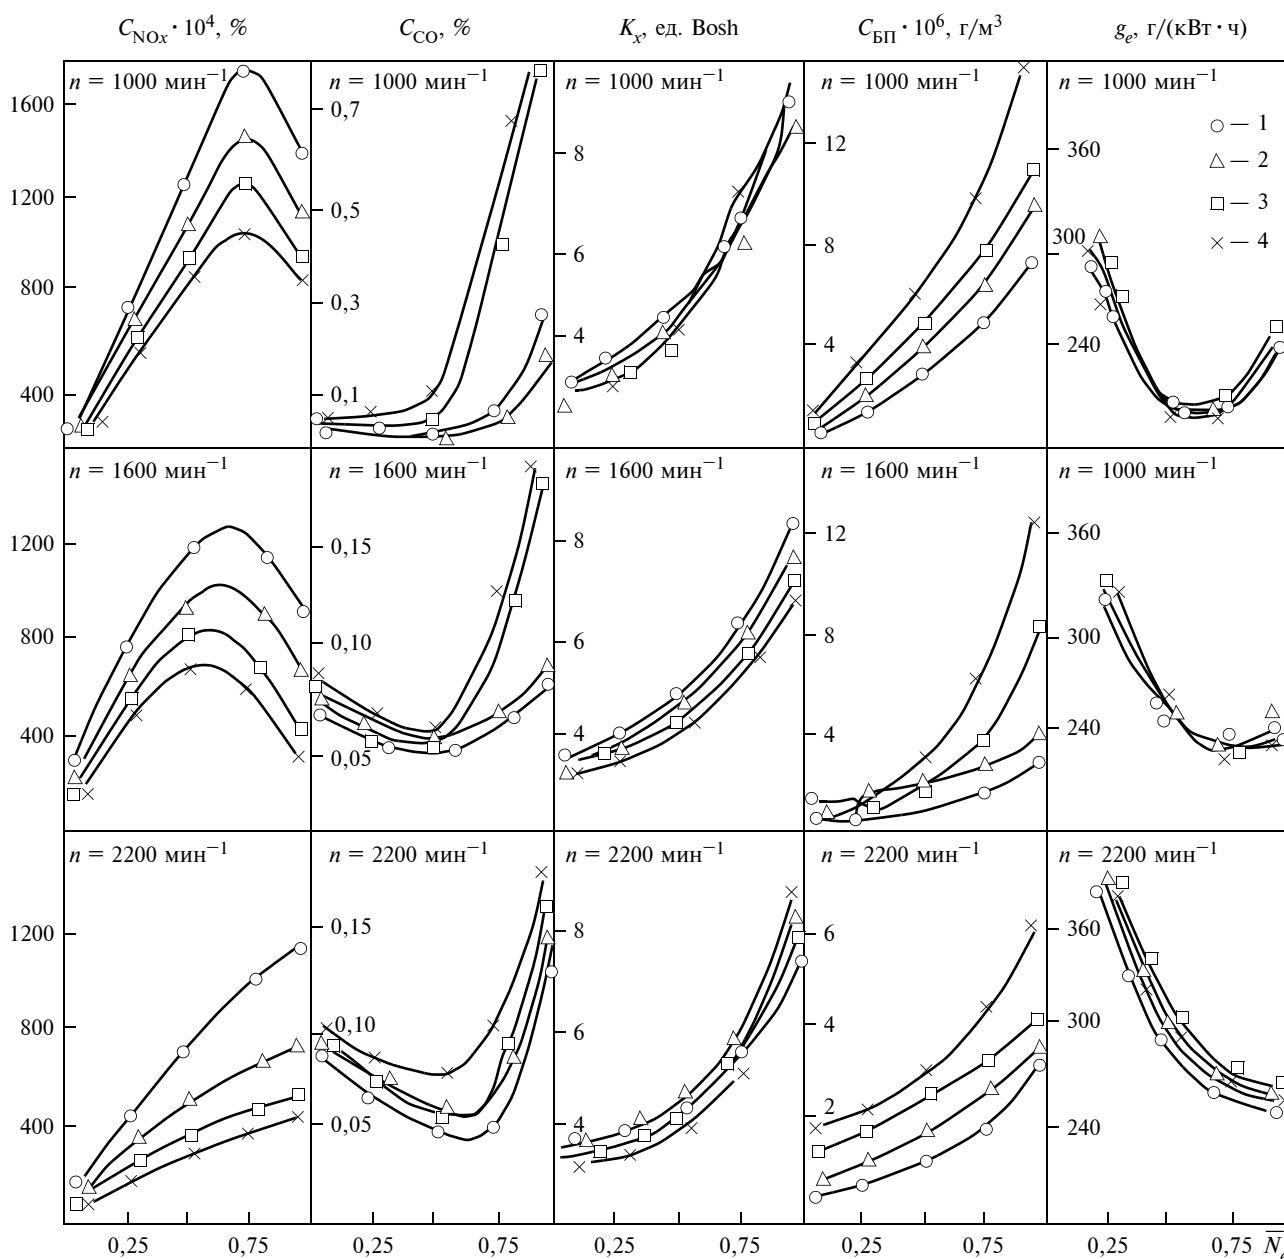 C_NOx · 10⁴, % C_CO, % K_x, ед. Bosh C_БП · 10⁶, г/м³ g_e, г/(кВт · ч)
n = 1000 мин⁻¹ n = 1000 мин⁻¹ n = 1000 мин⁻¹ n = 1000 мин⁻¹ n = 1000 мин⁻¹
1600 0,7 8 12 360 — 1
— 2
1200 0,5 6 8 300 — 3
— 4
800 0,3 4 4 240
400 0,1
n = 1600 мин⁻¹ n = 1600 мин⁻¹ n = 1600 мин⁻¹ n = 1600 мин⁻¹ n = 1000 мин⁻¹
1200 0,15 8 12 360
800 0,10 6 8 300
400 0,05 4 4 240
n = 2200 мин⁻¹ n = 2200 мин⁻¹ n = 2200 мин⁻¹ n = 2200 мин⁻¹ n = 2200 мин⁻¹
1200 0,15 8 6 360
800 0,10 6 4 300
400 0,05 4 2 240
0,25 0,75 0,25 0,75 0,25 0,75 0,25 0,75 0,25 0,75